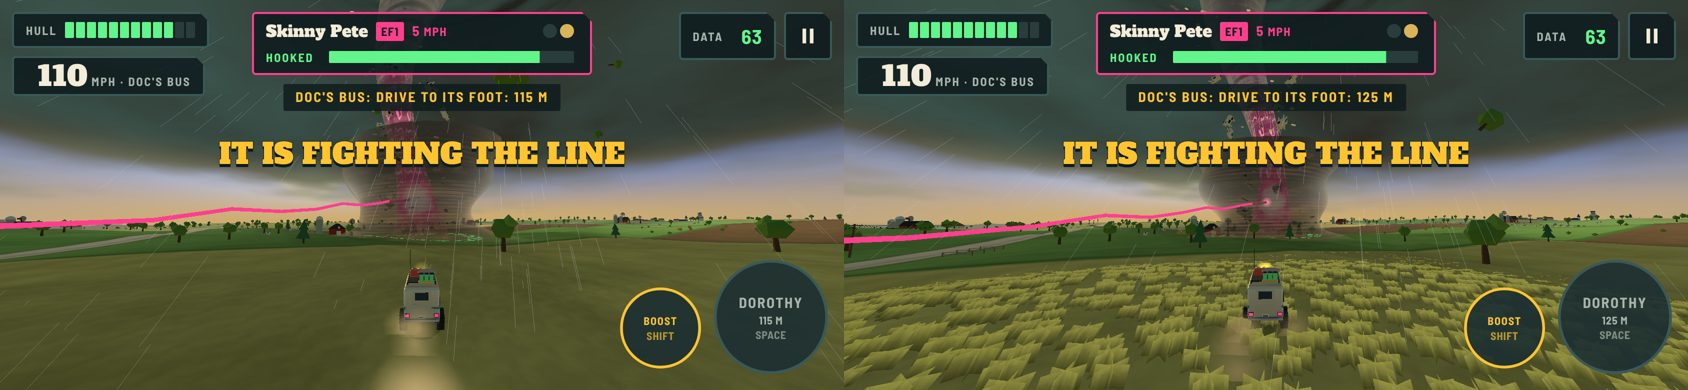 HULL
110 MPH · DOC'S BUS
Skinny Pete EF1 5 MPH
HOOKED
DATA 63
DOC'S BUS: DRIVE TO ITS FOOT: 115 M
IT IS FIGHTING THE LINE
BOOST
SHIFT
DOROTHY
115 M
SPACE
HULL
110 MPH · DOC'S BUS
Skinny Pete EF1 5 MPH
HOOKED
DATA 63
DOC'S BUS: DRIVE TO ITS FOOT: 125 M
IT IS FIGHTING THE LINE
BOOST
SHIFT
DOROTHY
125 M
SPACE